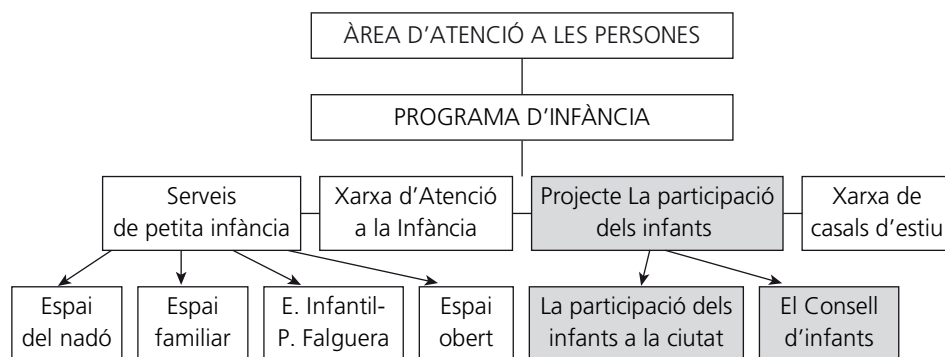 ÀREA D’ATENCIÓ A LES PERSONES
PROGRAMA D’INFÀNCIA
Serveis
de petita infància
Xarxa d’Atenció
a la Infància
Projecte La participació
dels infants
Xarxa de
casals d’estiu
Espai
del nadó
Espai
familiar
E. Infantil-
P. Falguera
Espai
obert
La participació dels
infants a la ciutat
El Consell
d’infants